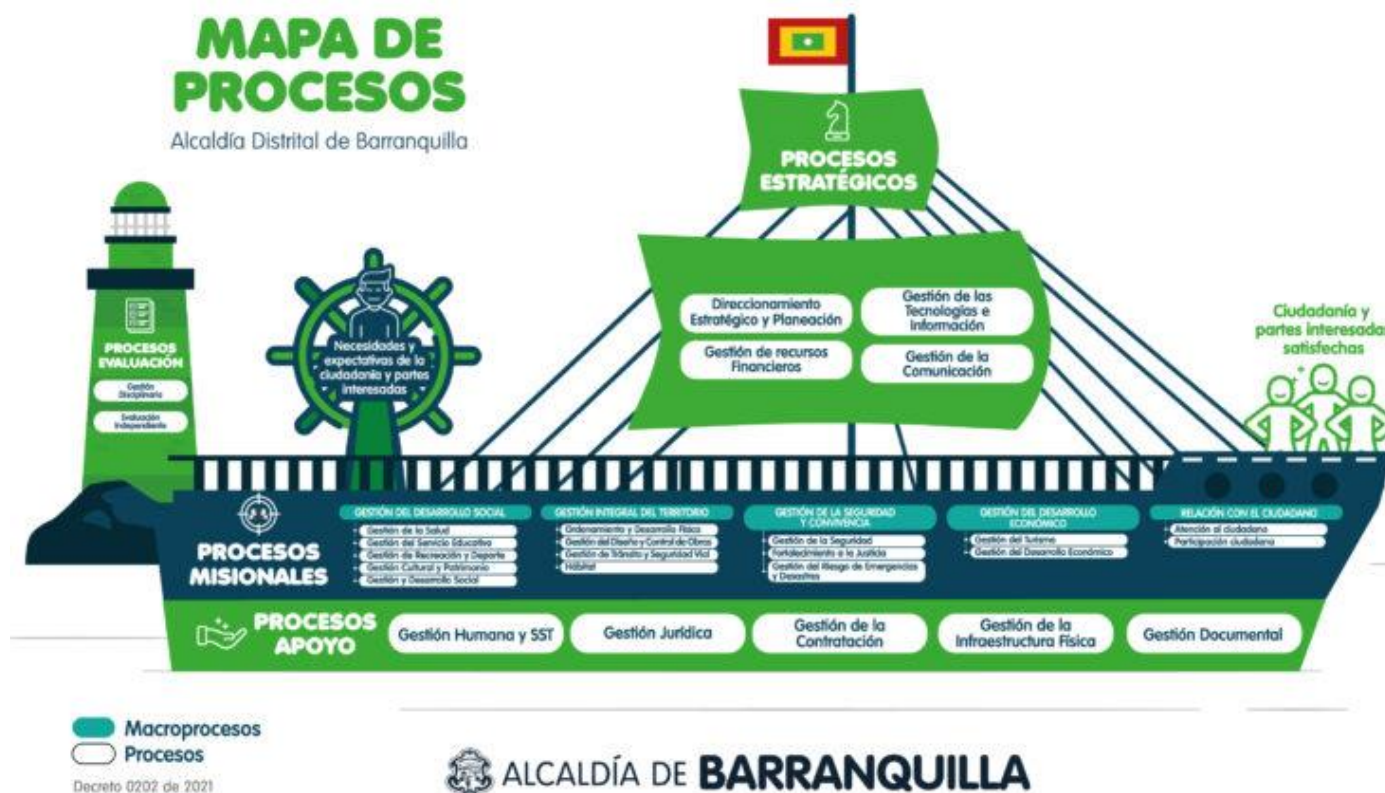 MAPA DE
PROCESOS
Alcaldía Distrital de Barranquilla
PROCESOS
ESTRATÉGICOS
Direccionamiento
Estratégico y Planeación
Gestión de las
Tecnologías e
Información
Gestión de recursos
Financieros
Gestión de la
Comunicación
PROCESOS
EVALUACIÓN
Gestión
Disciplinaria
Evaluación
Independiente
Necesidades y
expectativas de la
ciudadanía y partes
interesadas
Ciudadanía y
partes interesadas
satisfechas
PROCESOS
MISIONALES
GESTIÓN DEL DESARROLLO SOCIAL
Gestión de la Salud
Gestión del Servicio Educativo
Gestión de Recreación y Deporte
Gestión Cultural y Patrimonio
Gestión y Desarrollo Social
GESTIÓN INTEGRAL DEL TERRITORIO
Ordenamiento y Desarrollo Físico
Gestión del Diseño y Control de Obras
Gestión de Tránsito y Seguridad Vial
Hábitat
GESTIÓN DE LA SEGURIDAD
Y CONVIVENCIA
Gestión de la Seguridad
Fortalecimiento a la Justicia
Gestión del Riesgo de Emergencias
y Desastres
GESTIÓN DEL DESARROLLO
ECONÓMICO
Gestión del Turismo
Gestión del Desarrollo Económico
RELACIÓN CON EL CIUDADANO
Atención al ciudadano
Participación ciudadana
PROCESOS
APOYO
Gestión Humana y SST
Gestión Jurídica
Gestión de la
Contratación
Gestión de la
Infraestructura Física
Gestión Documental
Macroprocesos
Procesos
Decreto 0202 de 2021
ALCALDÍA DE BARRANQUILLA